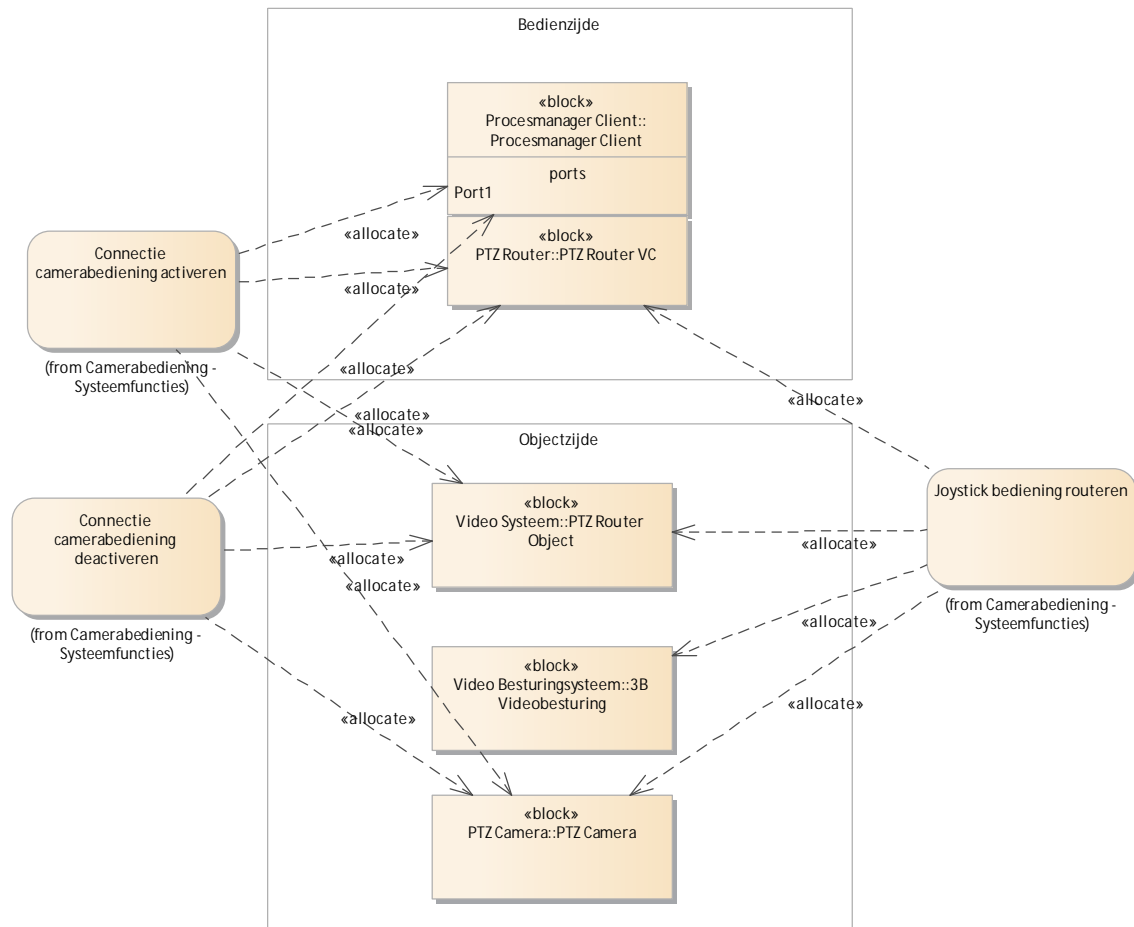 Bedienzijde
«block»
Procesmanager Client::
Procesmanager Client
ports
Port1
«allocate»
«block»
PTZ Router::PTZ Router VC
Connectie
camerabediening activeren
«allocate»
(from Camerabediening -
Systeemfuncties)
«allocate»
«allocate»
«allocate»
«allocate»
Objectzijde
Joystick bediening routeren
«block»
Video Systeem::PTZ Router
Object
Connectie
camerabediening
deactiveren
«allocate»
«allocate»
«allocate»
(from Camerabediening -
Systeemfuncties)
«allocate»
(from Camerabediening -
Systeemfuncties)
«block»
Video Besturingsysteem::3B
Videobesturing
«allocate»
«allocate»
«block»
PTZ Camera::PTZ Camera